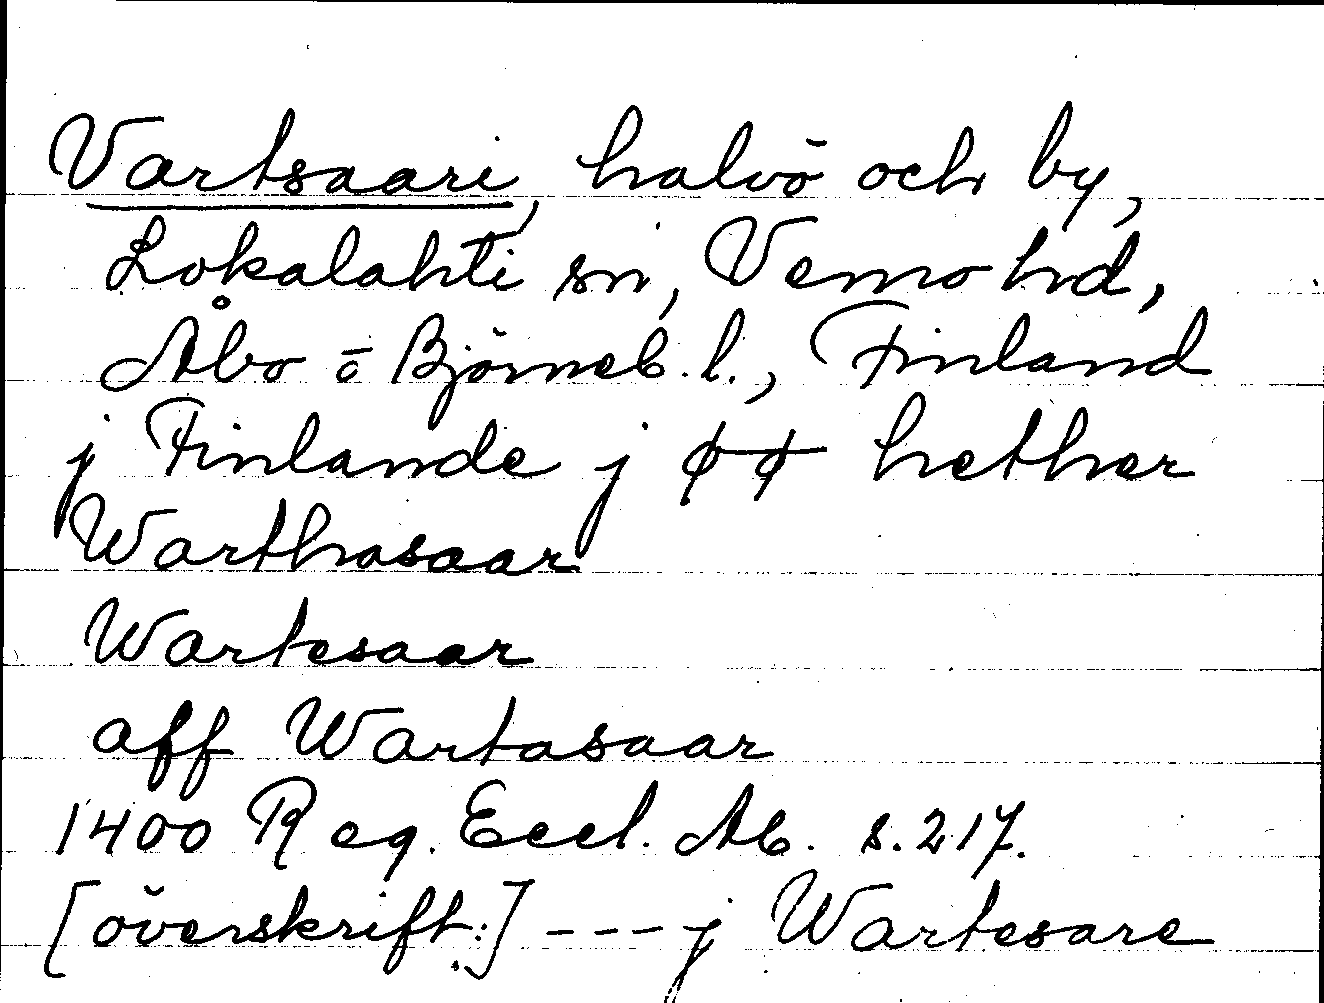 Vartsaari, halvö och by,
Lokalahti sn, Vemo hd,
Åbo o Björneb. l., Finland
j Finlande j ꝋꝋ hether
Warthasaar
Wartesaar
aff Wartasaar
1400 Reg. Eccl. Ab. s. 217.
[överskrift:] --- j Wartesare